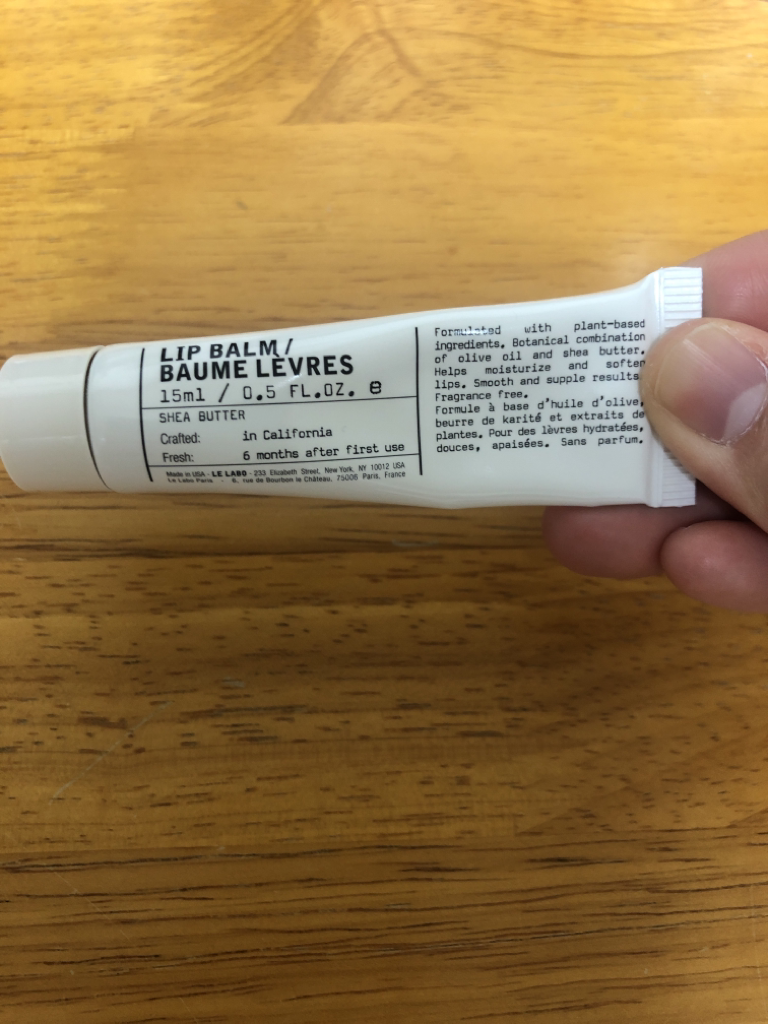 LIP BALM /
BAUME LÈVRES
15ml / 0.5 FL.OZ. e
SHEA BUTTER
Crafted: in California
Fresh: 6 months after first use
Made in USA - LE LABO - 233 Elizabeth Street, New York, NY 10012 USA
Le Labo Paris - 6, rue de Bourbon le Château, 75006 Paris, France
Formulated with plant-based
ingredients. Botanical combination
of olive oil and shea butter.
Helps moisturize and soften
lips. Smooth and supple results.
Fragrance free.
Formule à base d'huile d'olive,
beurre de karité et extraits de
plantes. Pour des lèvres hydratées,
douces, apaisées. Sans parfum.